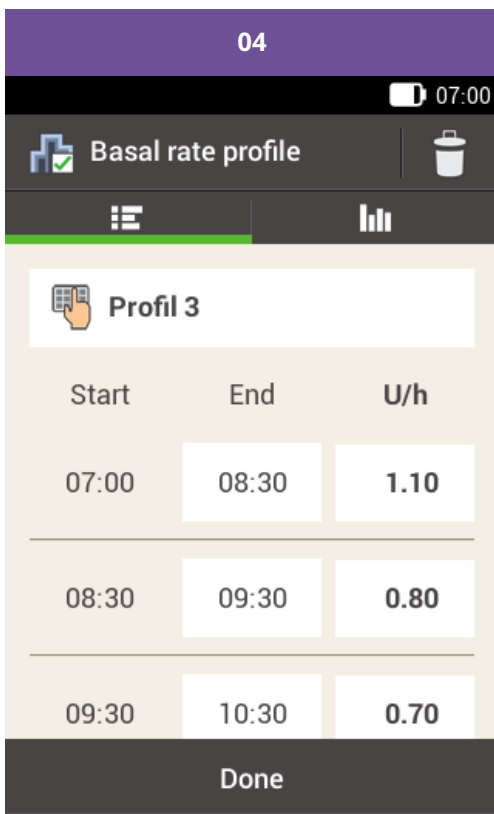 04
07:00
Basal rate profile
Profil 3
Start End U/h
07:00 08:30 1.10
08:30 09:30 0.80
09:30 10:30 0.70
Done